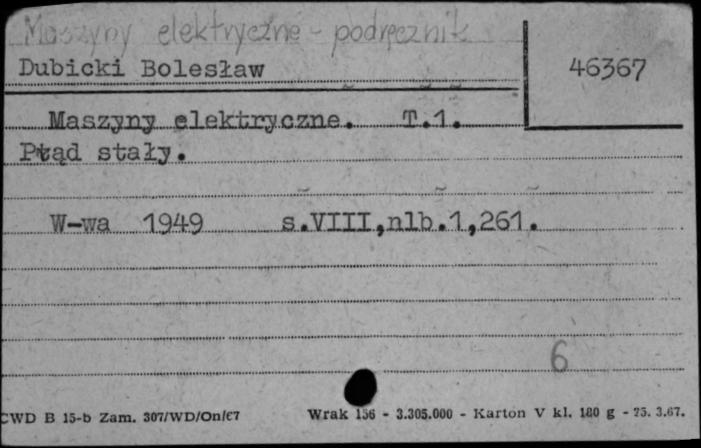 Maszyny elektryczne - podręcznik
Dubicki Bolesław
46367
Maszyny elektryczne. T.1.
Prąd stały.
W-wa 1949 s.VIII,nlb.1,261.
6
CWD B 15-b Zam. 307/WD/On/67
Wrak 156 - 3.305.000 - Karton V kl. 180 g - 25. 3.67.